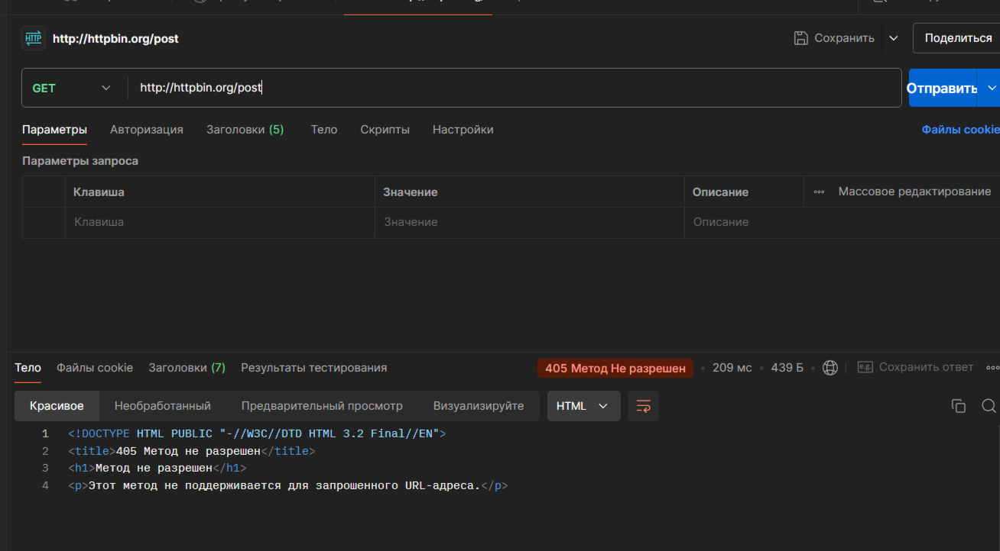 HTTP http://httpbin.org/post Сохранить Поделиться
GET http://httpbin.org/post Отправить
Параметры Авторизация Заголовки (5) Тело Скрипты Настройки Файлы cookie
Параметры запроса
Клавиша Значение Описание Массовое редактирование
Клавиша Значение Описание
Тело Файлы cookie Заголовки (7) Результаты тестирования 405 Метод Не разрешен 209 мс 439 Б e.g. Сохранить ответ
Красивое Необработанный Предварительный просмотр Визуализируйте HTML
1 <!DOCTYPE HTML PUBLIC "-//W3C//DTD HTML 3.2 Final//EN">
2 <title>405 Метод не разрешен</title>
3 <h1>Метод не разрешен</h1>
4 <p>Этот метод не поддерживается для запрошенного URL-адреса.</p>